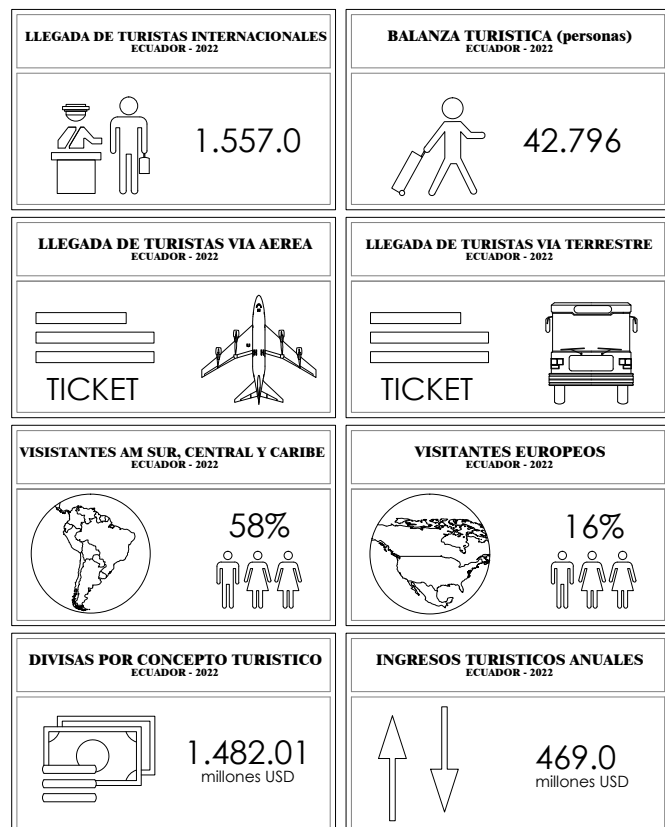 LLEGADA DE TURISTAS INTERNACIONALES
ECUADOR - 2022
1.557.0
BALANZA TURISTICA (personas)
ECUADOR - 2022
42.796
LLEGADA DE TURISTAS VIA AEREA
ECUADOR - 2022
TICKET
LLEGADA DE TURISTAS VIA TERRESTRE
ECUADOR - 2022
TICKET
VISISTANTES AM SUR, CENTRAL Y CARIBE
ECUADOR - 2022
58%
VISITANTES EUROPEOS
ECUADOR - 2022
16%
DIVISAS POR CONCEPTO TURISTICO
ECUADOR - 2022
1.482.01
millones USD
INGRESOS TURISTICOS ANUALES
ECUADOR - 2022
469.0
millones USD